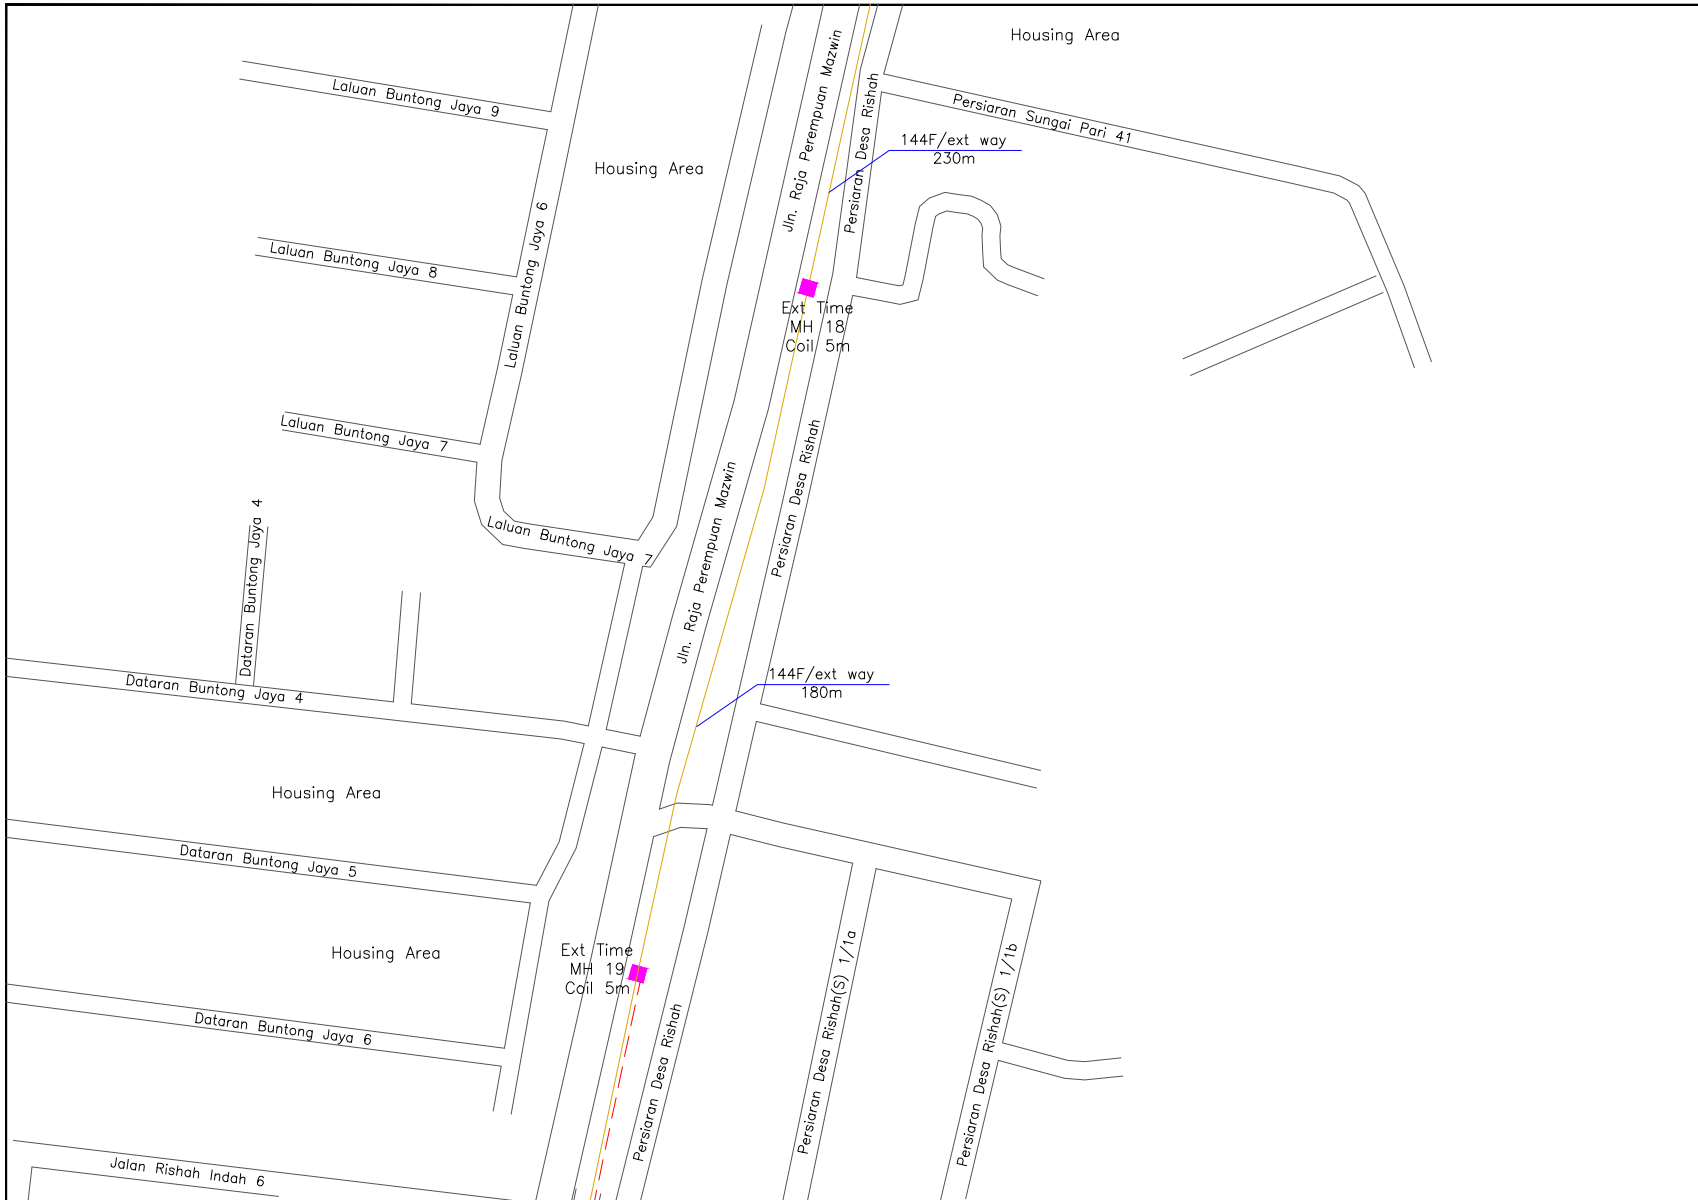 Housing Area
Laluan Buntong Jaya 9
Jln. Raja Perempuan Mazwin
Persiaran Desa Rishah
Persiaran Sungai Pari 41
144F/ext way
230m
Housing Area
Laluan Buntong Jaya 6
Laluan Buntong Jaya 8
Ext Time
MH 18
Coil 5m
Laluan Buntong Jaya 7
Persiaran Desa Rishah
Jln. Raja Perempuan Mazwin
Dataran Buntong Jaya 4
Laluan Buntong Jaya 7
Dataran Buntong Jaya 4
144F/ext way
180m
Housing Area
Dataran Buntong Jaya 5
Housing Area
Ext Time
MH 19
Coil 5m
Persiaran Desa Rishah(S) 1/1a
Persiaran Desa Rishah(S) 1/1b
Dataran Buntong Jaya 6
Persiaran Desa Rishah
Jalan Rishah Indah 6